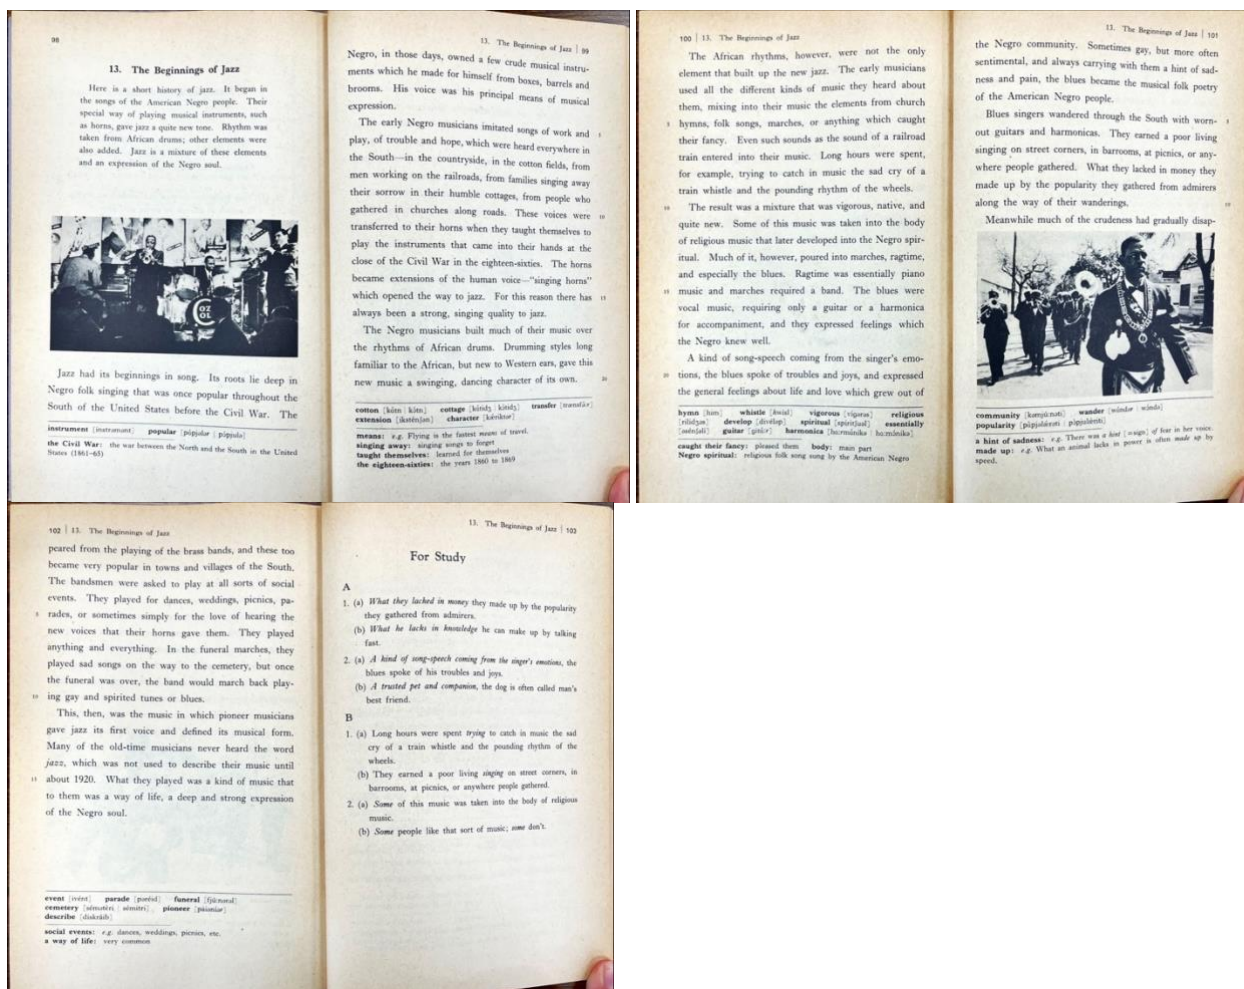 98
13. The Beginnings of Jazz
Here is a short history of jazz. It began in
the songs of the American Negro people. Their
special way of playing musical instruments, such
as horns, gave jazz a quite new tone. Rhythm was
taken from African drums; other elements were
also added. Jazz is a mixture of these elements
and an expression of the Negro soul.
Jazz had its beginnings in song. Its roots lie deep in
Negro folk singing that was once popular throughout the
South of the United States before the Civil War. The
instrument popular
the Civil War: the war between the North and the South in the United
States (1861-65)
13. The Beginnings of Jazz | 99
Negro, in those days, owned a few crude musical instru-
ments which he made for himself from boxes, barrels and
brooms. His voice was his principal means of musical
expression.
The early Negro musicians imitated songs of work and
play, of trouble and hope, which were heard everywhere in
the South—in the countryside, in the cotton fields, from
men working on the railroads, from families singing away
their sorrow in their humble cottages, from people who
gathered in churches along roads. These voices were
transferred to their horns when they taught themselves to
play the instruments that came into their hands at the
close of the Civil War in the eighteen-sixties. The horns
became extensions of the human voice—"singing horns"
which opened the way to jazz. For this reason there has
always been a strong, singing quality to jazz.
The Negro musicians built much of their music over
the rhythms of African drums. Drumming styles long
familiar to the African, but new to Western ears, gave this
new music a swinging, dancing character of its own.
cotton cottage transfer
extension character
means: e.g. Flying is the fastest means of travel.
singing away: singing songs to forget
taught themselves: learned for themselves
the eighteen-sixties: the years 1860 to 1869
100 | 13. The Beginnings of Jazz
The African rhythms, however, were not the only
element that built up the new jazz. The early musicians
used all the different kinds of music they heard about
them, mixing into their music the elements from church
5 hymns, folk songs, marches, or anything which caught
their fancy. Even such sounds as the sound of a railroad
train entered into their music. Long hours were spent,
for example, trying to catch in music the sad cry of a
train whistle and the pounding rhythm of the wheels.
10 The result was a mixture that was vigorous, native, and
quite new. Some of this music was taken into the body
of religious music that later developed into the Negro spir-
itual. Much of it, however, poured into marches, ragtime,
and especially the blues. Ragtime was essentially piano
15 music and marches required a band. The blues were
vocal music, requiring only a guitar or a harmonica
for accompaniment, and they expressed feelings which
the Negro knew well.
A kind of song-speech coming from the singer's emo-
20 tions, the blues spoke of troubles and joys, and expressed
the general feelings about life and love which grew out of
hymn whistle vigorous religious
develop spiritual essentially
guitar harmonica
caught their fancy: pleased them body: main part
Negro spiritual: religious folk song sung by the American Negro
13. The Beginnings of Jazz | 101
the Negro community. Sometimes gay, but more often
sentimental, and always carrying with them a hint of sad-
ness and pain, the blues became the musical folk poetry
of the American Negro people.
Blues singers wandered through the South with worn-
out guitars and harmonicas. They earned a poor living
singing on street corners, in barrooms, at picnics, or any-
where people gathered. What they lacked in money they
made up by the popularity they gathered from admirers
along the way of their wanderings.
Meanwhile much of the crudeness had gradually disap-
community wander
popularity
a hint of sadness: e.g. There was a hint of fear in her voice.
made up: e.g. What an animal lacks in power is often made up by
speed.
102 | 13. The Beginnings of Jazz
peared from the playing of the brass bands, and these too
became very popular in towns and villages of the South.
The bandsmen were asked to play at all sorts of social
events. They played for dances, weddings, picnics, pa-
5 rades, or sometimes simply for the love of hearing the
new voices that their horns gave them. They played
anything and everything. In the funeral marches, they
played sad songs on the way to the cemetery, but once
the funeral was over, the band would march back play-
10 ing gay and spirited tunes or blues.
This, then, was the music in which pioneer musicians
gave jazz its first voice and defined its musical form.
Many of the old-time musicians never heard the word
jazz, which was not used to describe their music until
15 about 1920. What they played was a kind of music that
to them was a way of life, a deep and strong expression
of the Negro soul.
event parade funeral
cemetery pioneer
describe
social events: e.g. dances, weddings, picnics, etc.
a way of life: very common
13. The Beginnings of Jazz | 103
For Study
A
1. (a) What they lacked in money they made up by the popularity
they gathered from admirers.
(b) What he lacks in knowledge he can make up by talking
fast.
2. (a) A kind of song-speech coming from the singer's emotions, the
blues spoke of his troubles and joys.
(b) A trusted pet and companion, the dog is often called man's
best friend.
B
1. (a) Long hours were spent trying to catch in music the sad
cry of a train whistle and the pounding rhythm of the
wheels.
(b) They earned a poor living singing on street corners, in
barrooms, at picnics, or anywhere people gathered.
2. (a) Some of this music was taken into the body of religious
music.
(b) Some people like that sort of music; some don't.